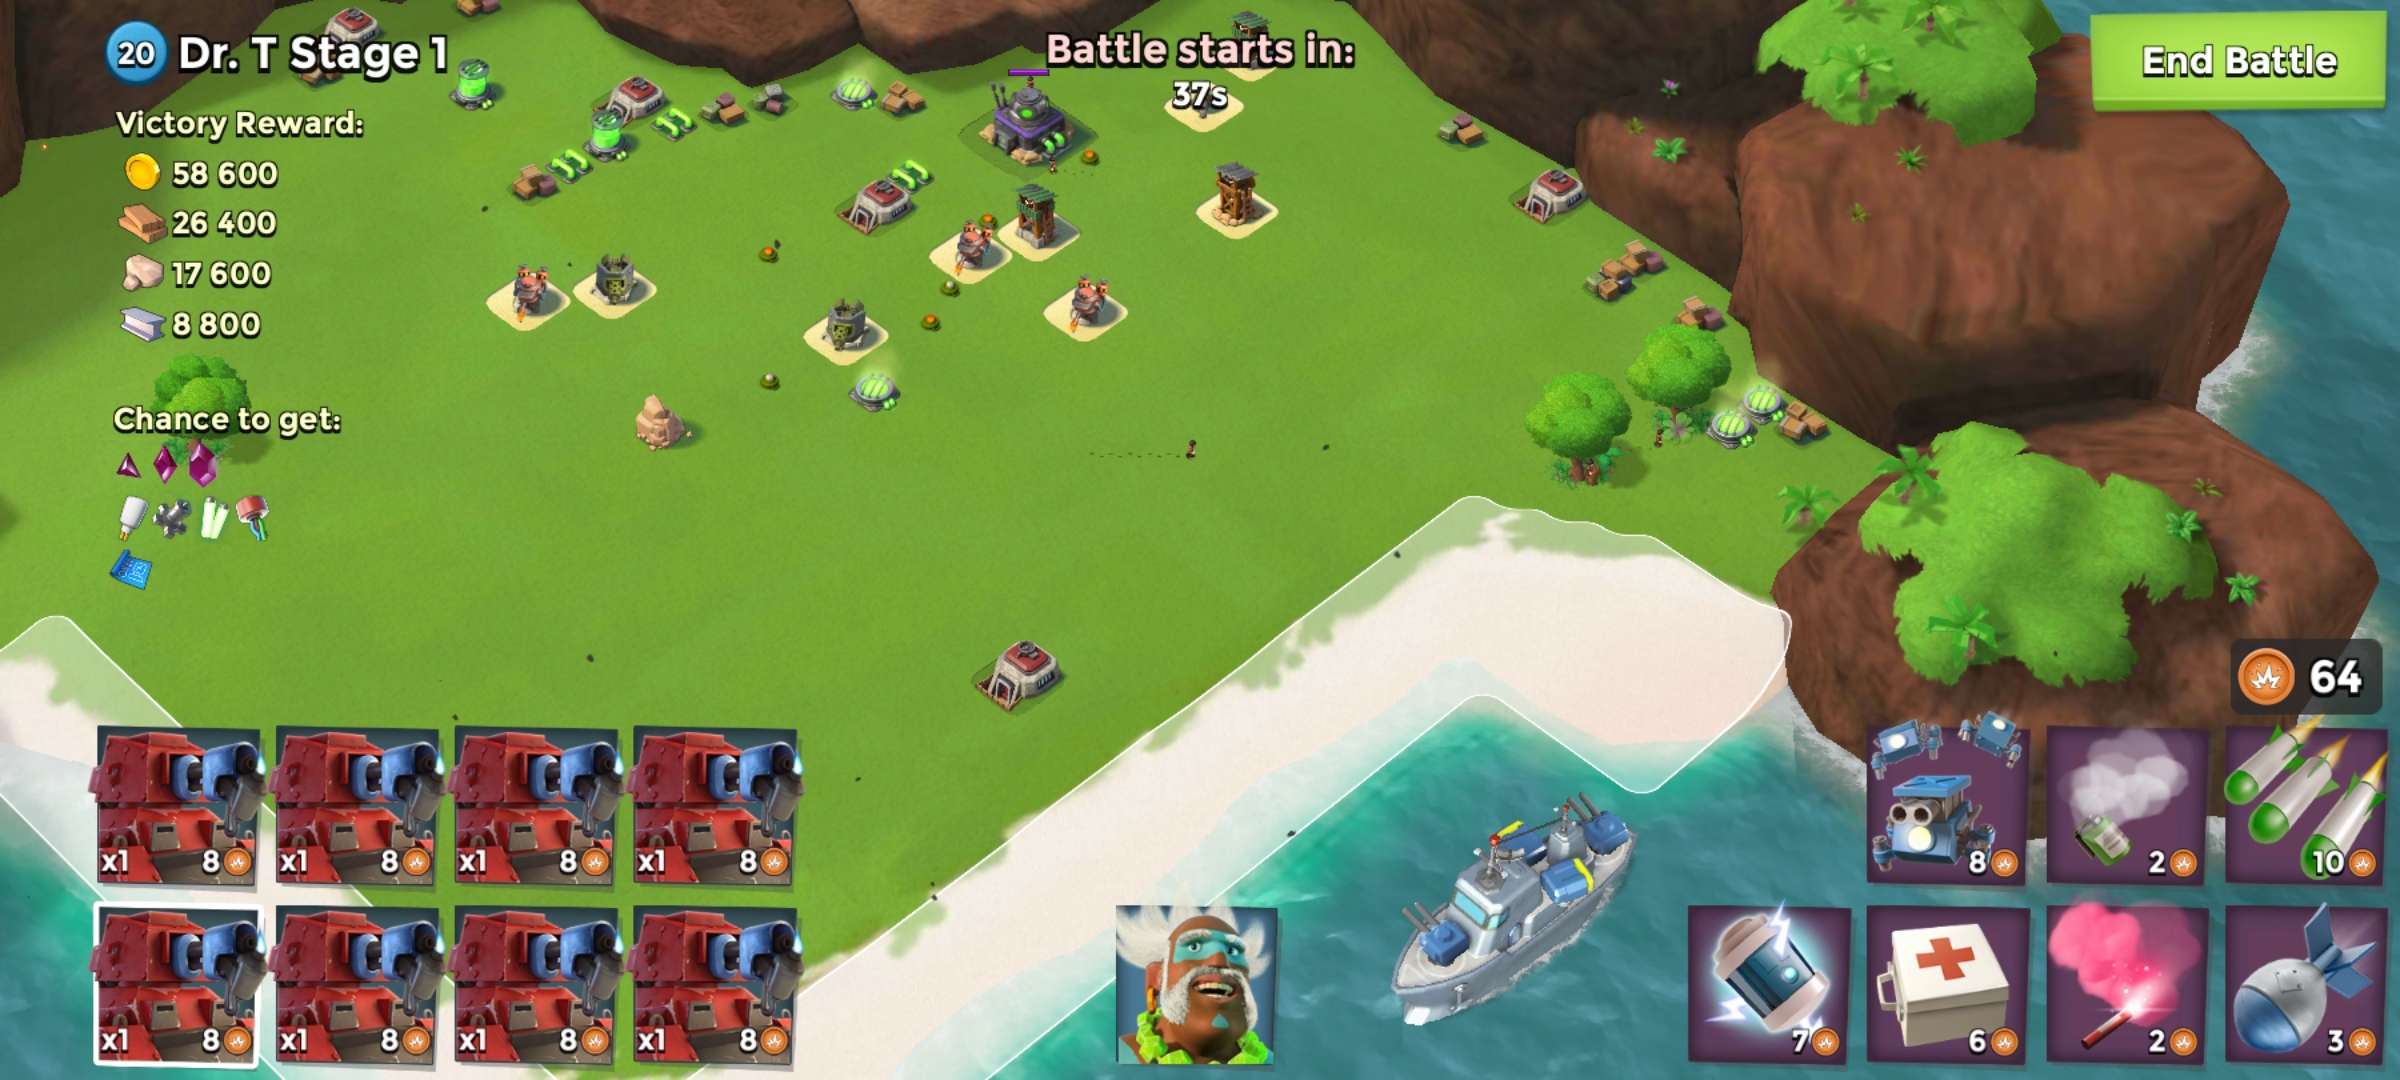 20 Dr. T Stage 1
Battle starts in:
37s
End Battle
Victory Reward:
58 600
26 400
17 600
8 800
Chance to get:
64
x1 8 x1 8 x1 8 x1 8
8 2 10
x1 8 x1 8 x1 8 x1 8
7 6 2 3